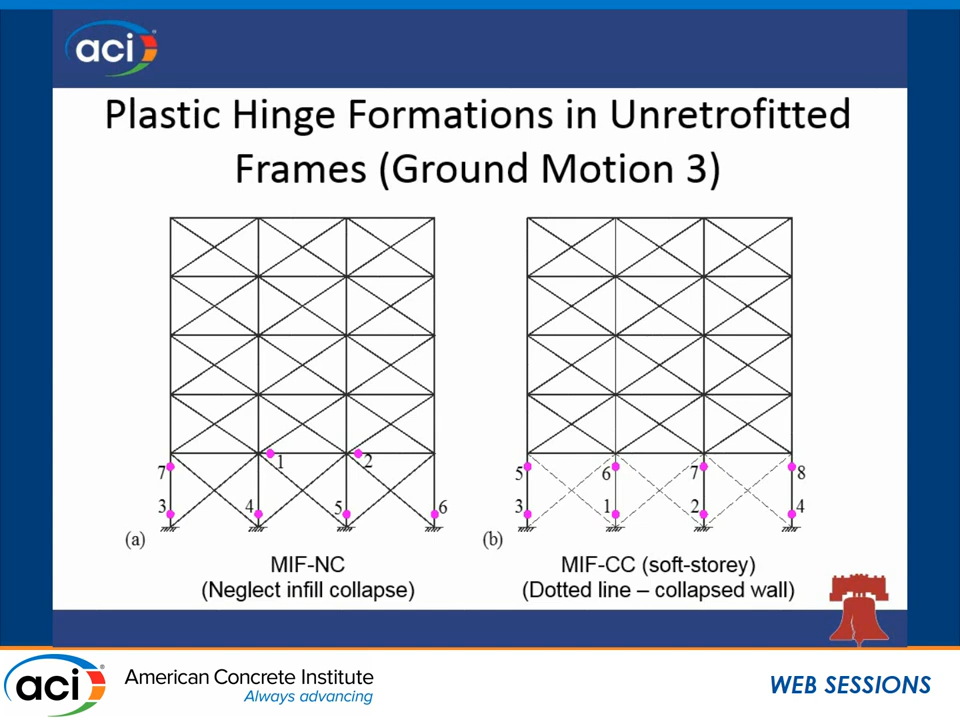 aci
Plastic Hinge Formations in Unretrofitted
Frames (Ground Motion 3)
7
1
2
3
4
5
6
(a)
MIF-NC
(Neglect infill collapse)
5
6
7
8
3
1
2
4
(b)
MIF-CC (soft-storey)
(Dotted line – collapsed wall)
aci
American Concrete Institute
Always advancing
WEB SESSIONS